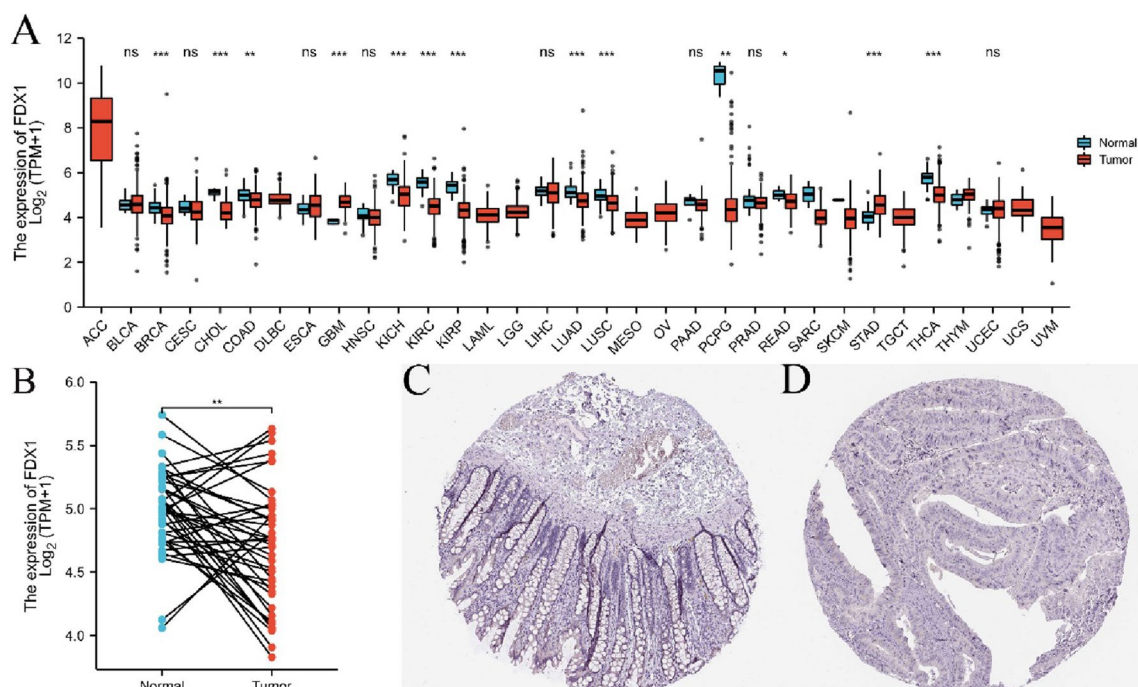 A
The expression of FDX1
Log2 (TPM+1)
12
10
8
6
4
2
0
ns *** ns *** ** ns *** ns *** *** *** ns *** *** ns ** ns * *** *** ns
Normal
Tumor
ACC BLCA BRCA CESC CHOL COAD DLBC ESCA GBM HNSC KICH KIRC KIRP LAML LGG LIHC LUAD LUSC MESO OV PAAD PCPG PRAD READ SARC SKCM STAD TGCT THCA THYM UCEC UCS UVM
B
The expression of FDX1
Log2 (TPM+1)
6.0
5.5
5.0
4.5
4.0
**
Normal Tumor
C
D